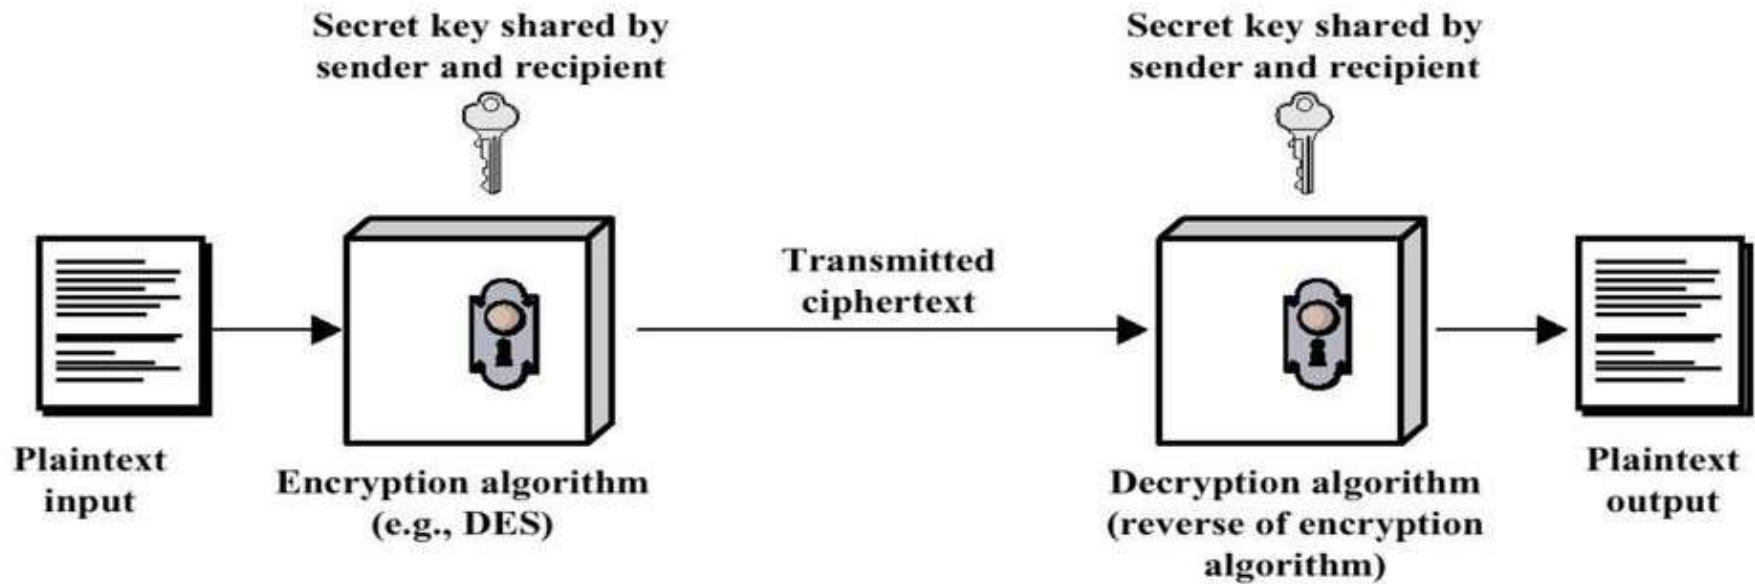 Secret key shared by
sender and recipient
Secret key shared by
sender and recipient
Transmitted
ciphertext
Plaintext
input
Encryption algorithm
(e.g., DES)
Decryption algorithm
(reverse of encryption
algorithm)
Plaintext
output